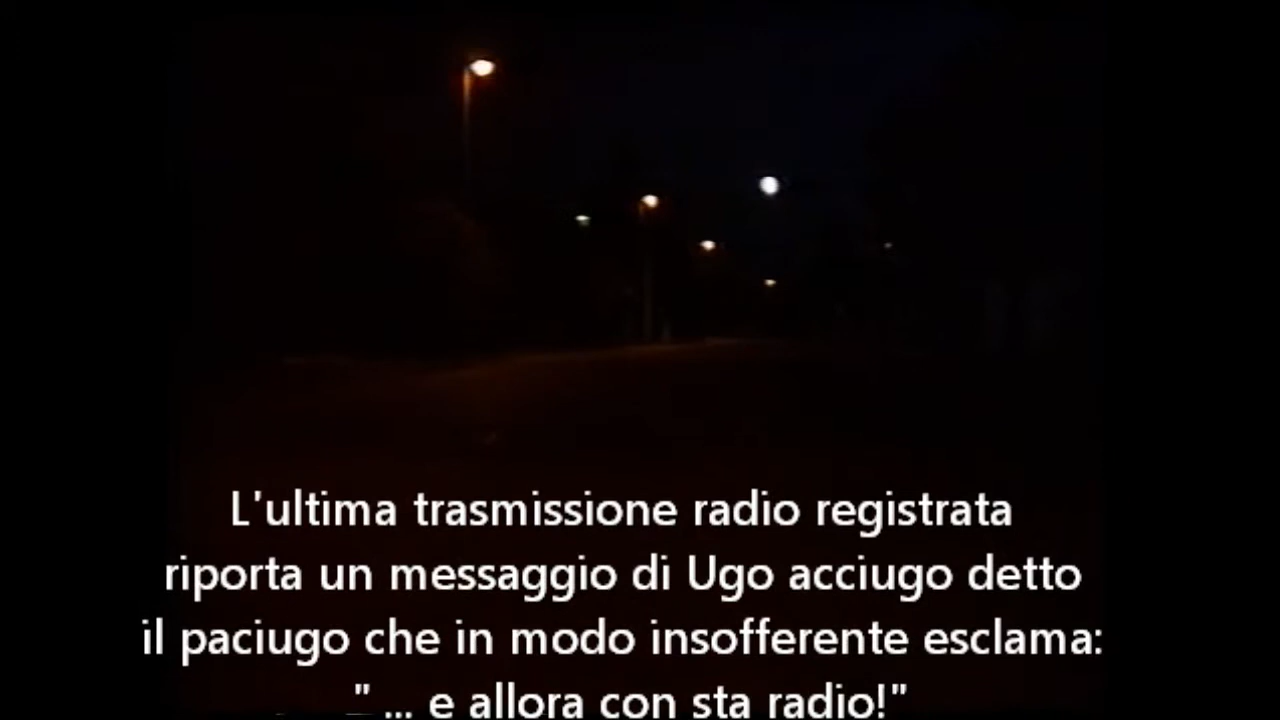 L'ultima trasmissione radio registrata
riporta un messaggio di Ugo acciugo detto
il paciugo che in modo insofferente esclama:
"... e allora con sta radio!"